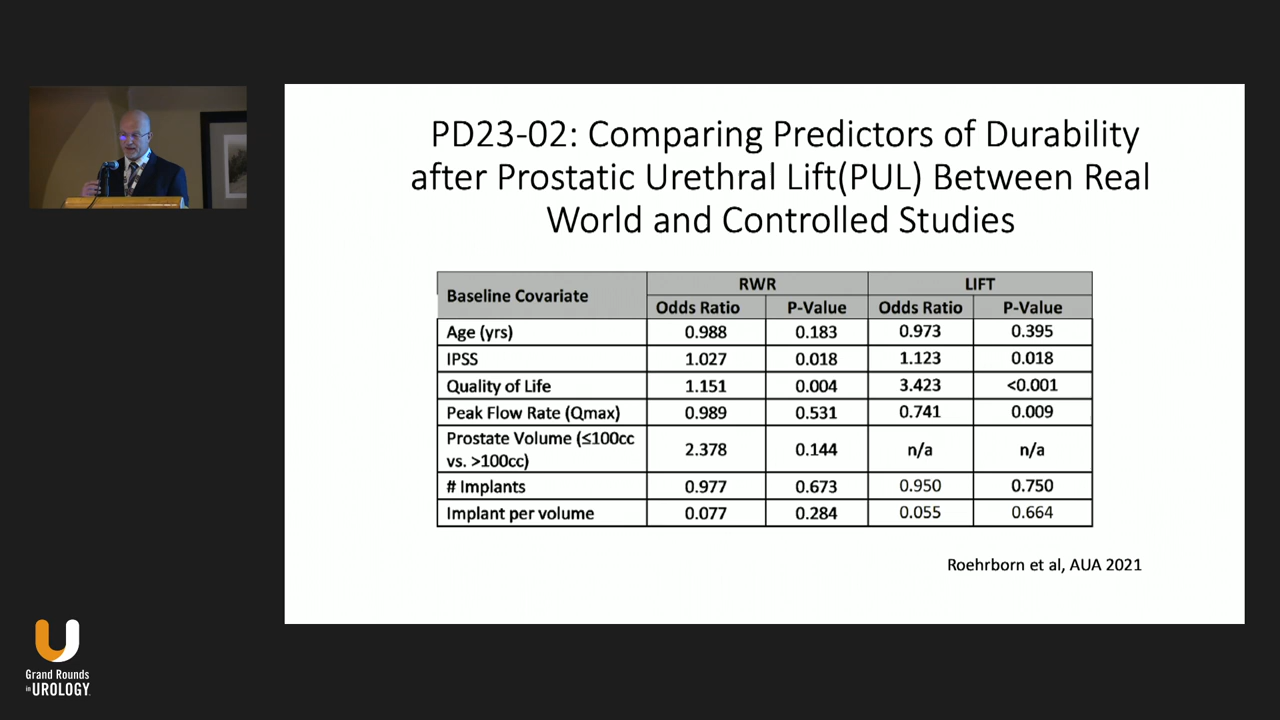 PD23-02: Comparing Predictors of Durability
after Prostatic Urethral Lift(PUL) Between Real
World and Controlled Studies
Baseline Covariate RWR LIFT
Odds Ratio P-Value Odds Ratio P-Value
Age (yrs) 0.988 0.183 0.973 0.395
IPSS 1.027 0.018 1.123 0.018
Quality of Life 1.151 0.004 3.423 <0.001
Peak Flow Rate (Qmax) 0.989 0.531 0.741 0.009
Prostate Volume (≤100cc
vs. >100cc) 2.378 0.144 n/a n/a
# Implants 0.977 0.673 0.950 0.750
Implant per volume 0.077 0.284 0.055 0.664
Roehrborn et al, AUA 2021
Grand Rounds
in UROLOGY